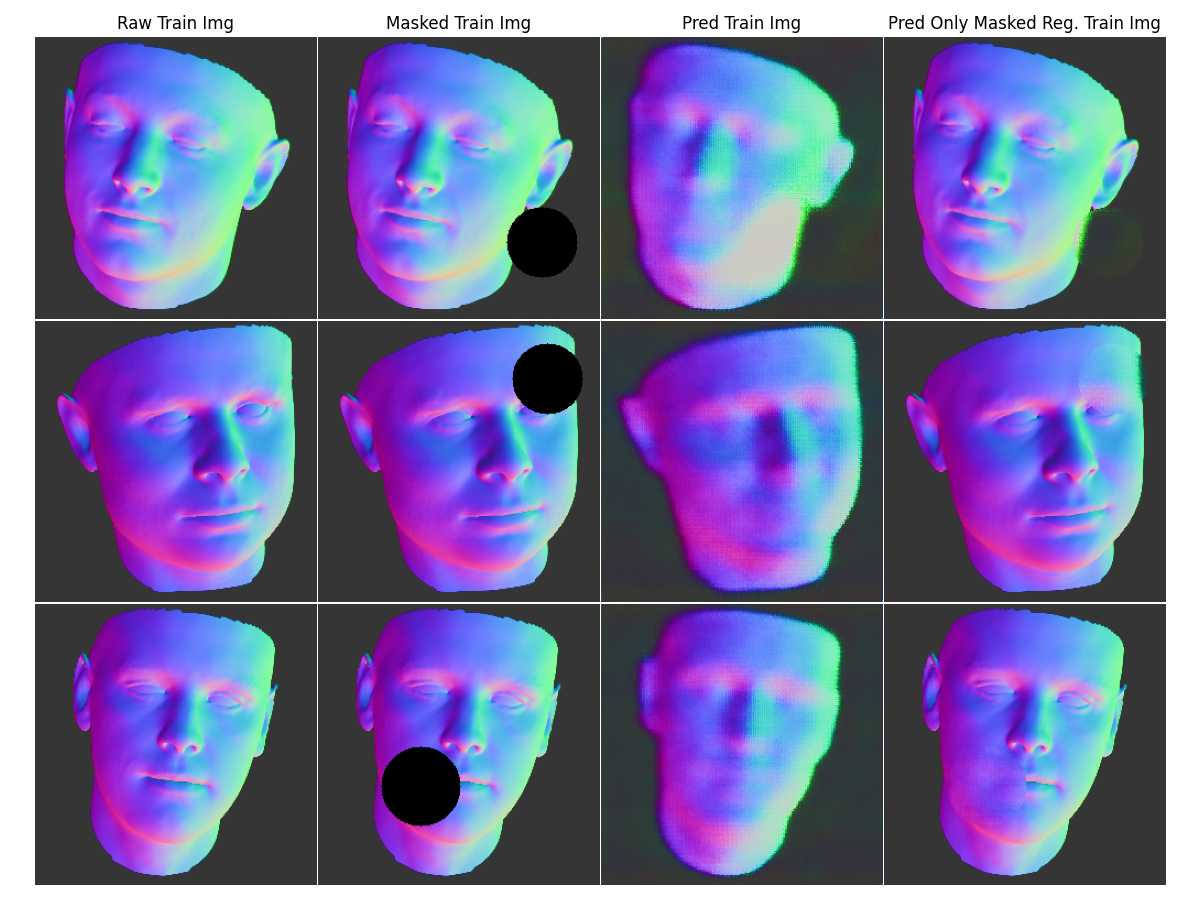 Raw Train Img
Masked Train Img
Pred Train Img
Pred Only Masked Reg. Train Img